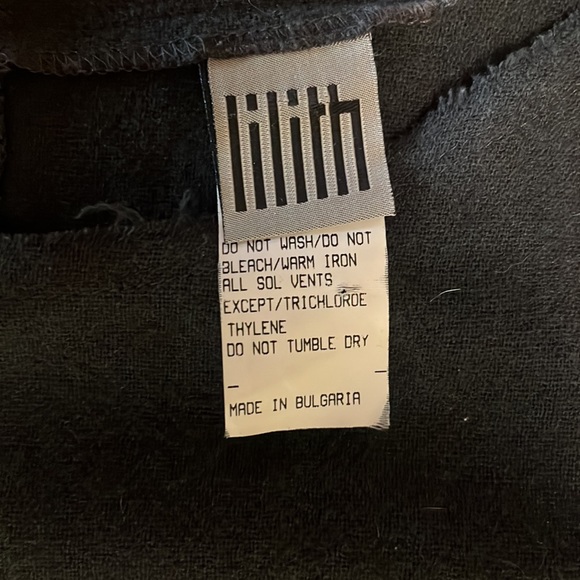 lilith
DO NOT WASH/DO NOT
BLEACH/WARM IRON
ALL SOL VENTS
EXCEPT/TRICHLOROE
THYLENE
DO NOT TUMBLE DRY
—
—
MADE IN BULGARIA